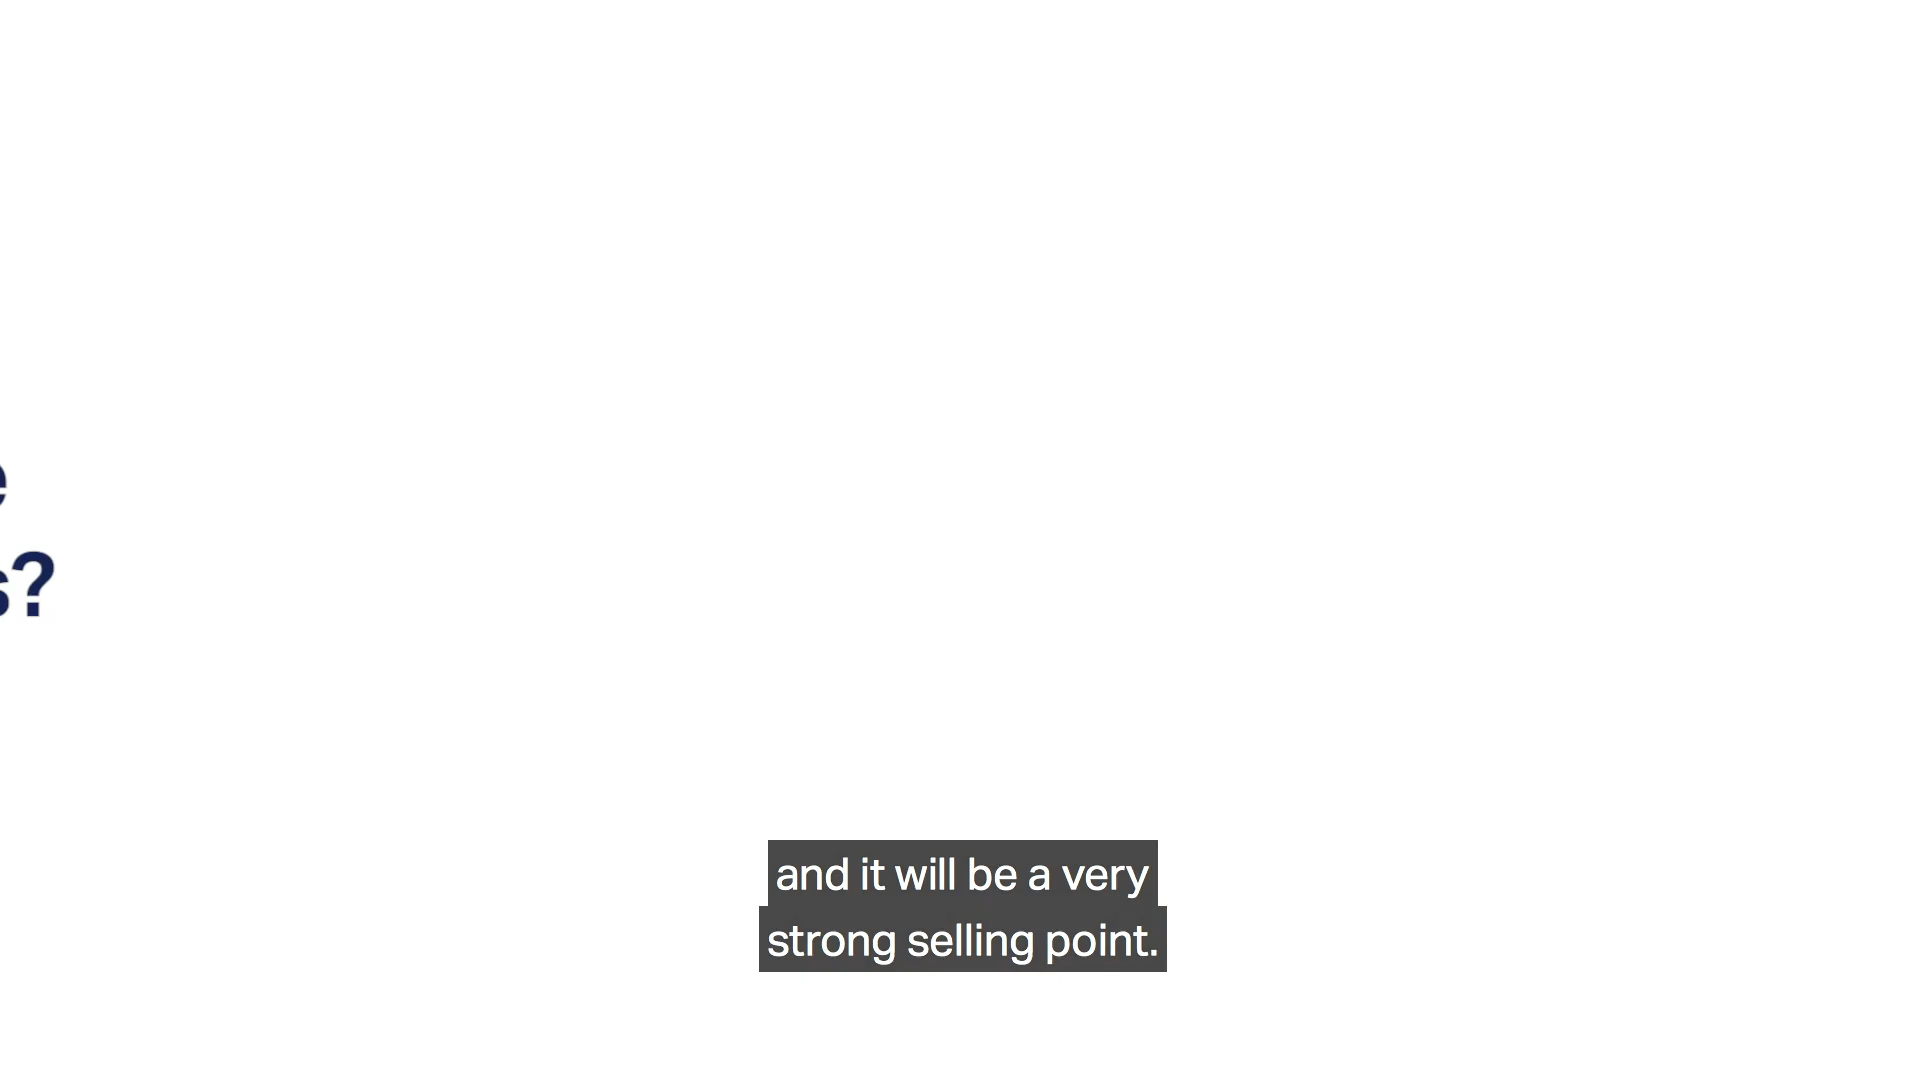 s?
and it will be a very
strong selling point.